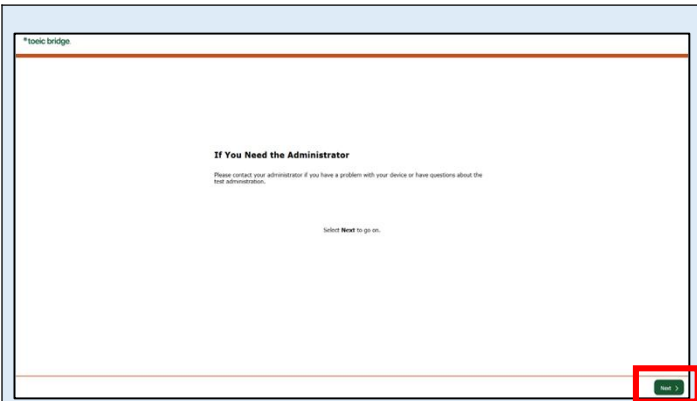 toeic bridge.
If You Need the Administrator
Please contact your administrator if you have a problem with your device or have questions about the
test administration.
Select Next to go on.
Next >